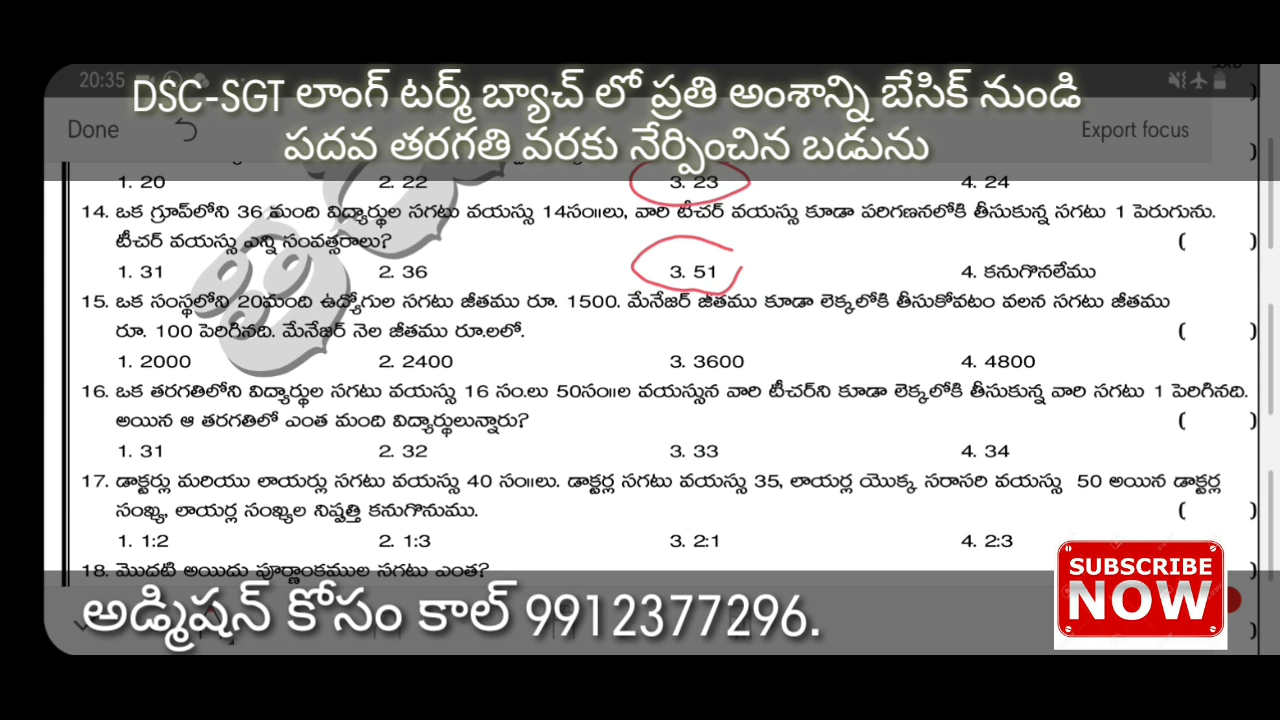 20:35
DSC-SGT లాంగ్ టర్మ్ బ్యాచ్ లో ప్రతి అంశాన్ని బేసిక్ నుండి
Done
Export focus
పదవ తరగతి వరకు నేర్పించిన బడును
1. 20 2. 22 3. 23 4. 24
14. ఒక గ్రూప్‌లోని 36 మంది విద్యార్థుల సగటు వయస్సు 14సం॥లు, వారి టీచర్ వయస్సు కూడా పరిగణనలోకి తీసుకున్న సగటు 1 పెరుగును.
టీచర్ వయస్సు ఎన్ని సంవత్సరాలు? ( )
1. 31 2. 36 3. 51 4. కనుగొనలేము
15. ఒక సంస్థలోని 20మంది ఉద్యోగుల సగటు జీతము రూ. 1500. మేనేజర్ జీతము కూడా లెక్కలోకి తీసుకోవటం వలన సగటు జీతము
రూ. 100 పెరిగినది. మేనేజర్ నెల జీతము రూ.లలో. ( )
1. 2000 2. 2400 3. 3600 4. 4800
16. ఒక తరగతిలోని విద్యార్థుల సగటు వయస్సు 16 సం.లు 50సం॥ల వయస్సున వారి టీచర్‌ని కూడా లెక్కలోకి తీసుకున్న వారి సగటు 1 పెరిగినది.
అయిన ఆ తరగతిలో ఎంత మంది విద్యార్థులున్నారు? ( )
1. 31 2. 32 3. 33 4. 34
17. డాక్టర్లు మరియు లాయర్లు సగటు వయస్సు 40 సం॥లు. డాక్టర్ల సగటు వయస్సు 35, లాయర్ల యొక్క సరాసరి వయస్సు 50 అయిన డాక్టర్ల
సంఖ్య, లాయర్ల సంఖ్యల నిష్పత్తి కనుగొనుము. ( )
1. 1:2 2. 1:3 3. 2:1 4. 2:3
18. మొదటి అయిదు పూర్ణాంకముల సగటు ఎంత?
SUBSCRIBE
NOW
అడ్మిషన్ కోసం కాల్ 9912377296.